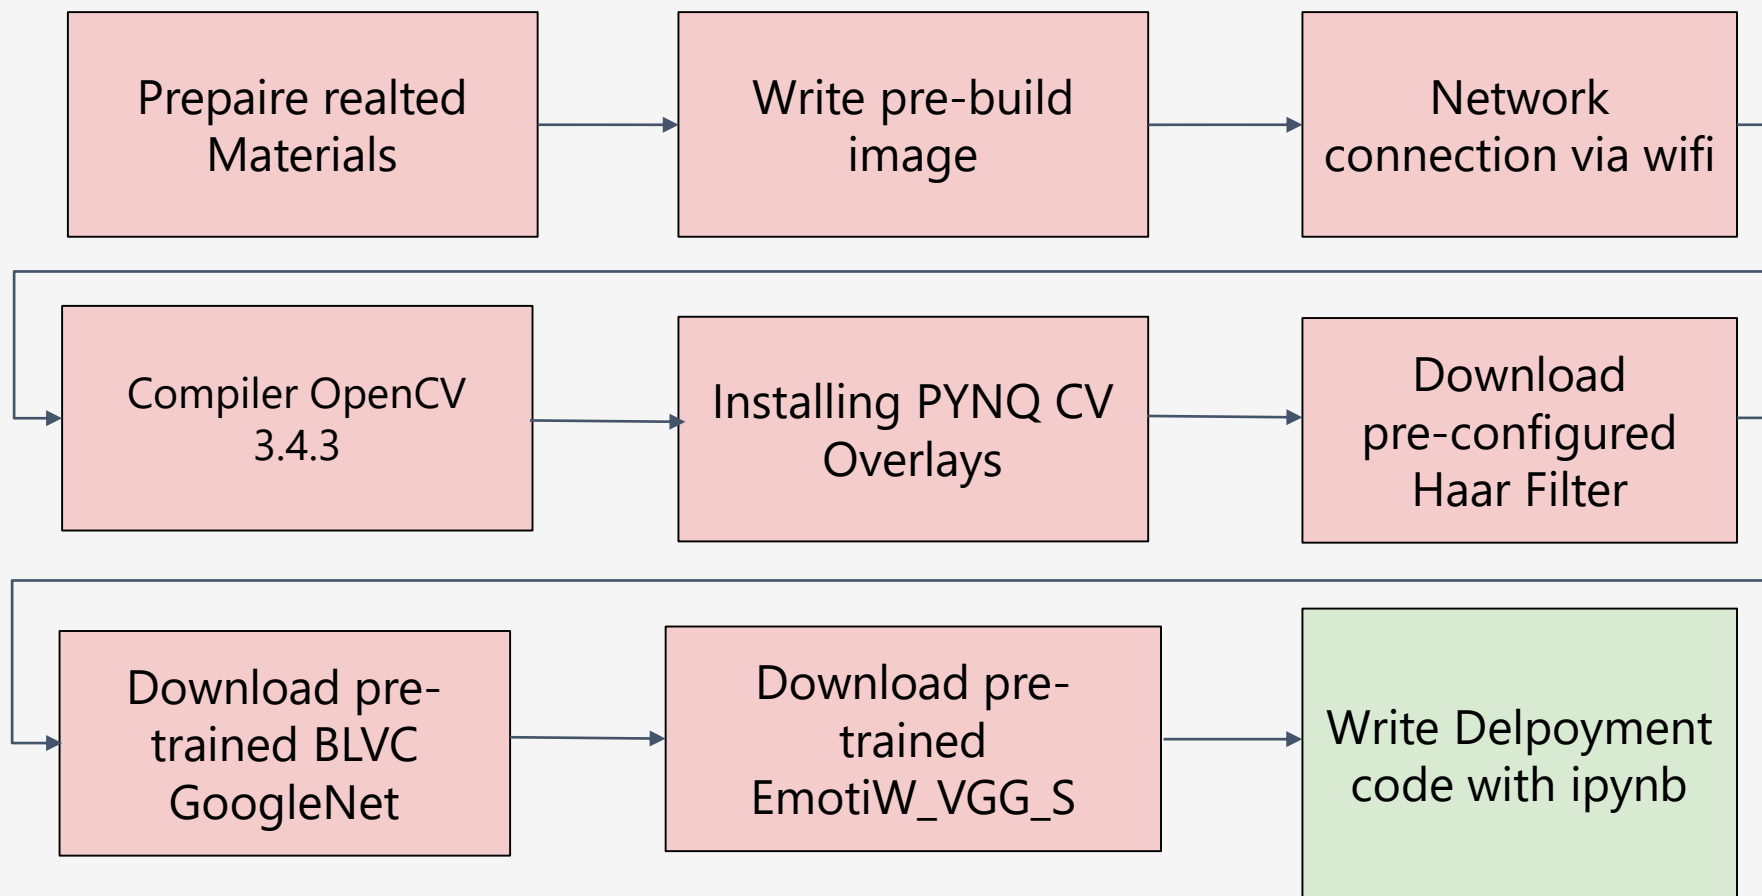 Prepaire realted
Materials
Write pre-build
image
Network
connection via wifi
Compiler OpenCV
3.4.3
Installing PYNQ CV
Overlays
Download
pre-configured
Haar Filter
Download pre-
trained BLVC
GoogleNet
Download pre-
trained
EmotiW_VGG_S
Write Delpoyment
code with ipynb